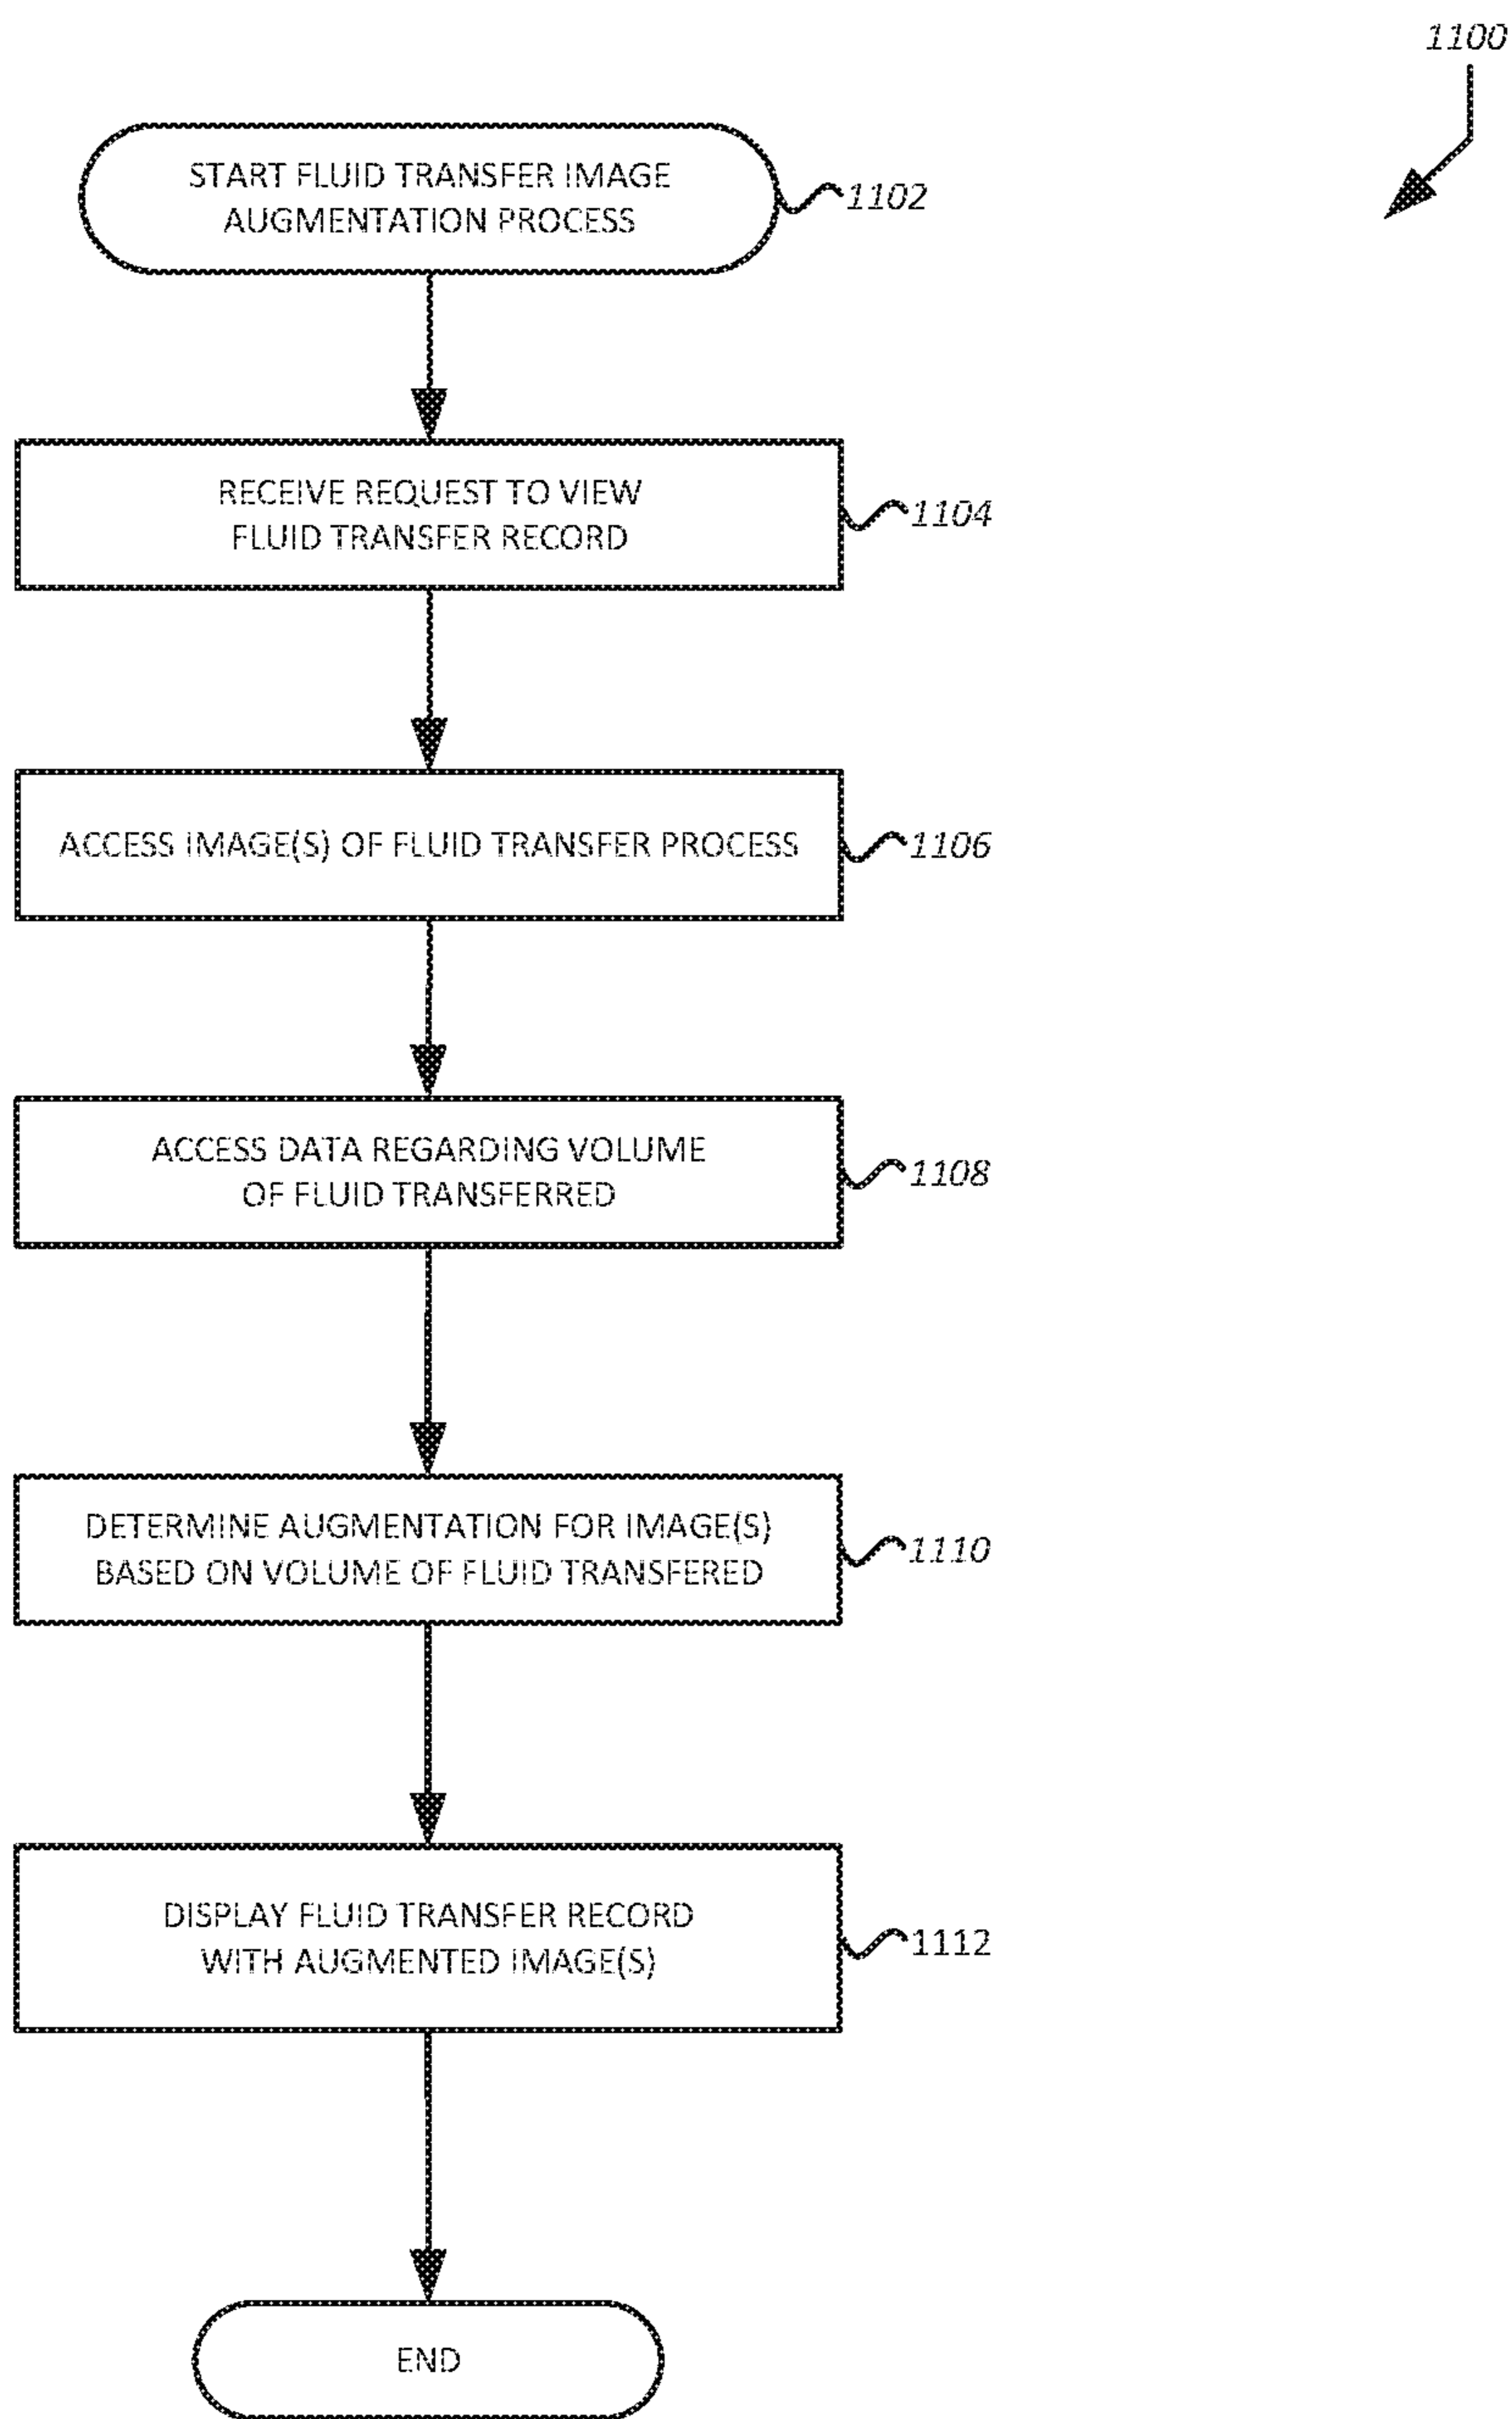 1100
START FLUID TRANSFER IMAGE
AUGMENTATION PROCESS
1102
RECEIVE REQUEST TO VIEW
FLUID TRANSFER RECORD
1104
ACCESS IMAGE(S) OF FLUID TRANSFER PROCESS
1106
ACCESS DATA REGARDING VOLUME
OF FLUID TRANSFERRED
1108
DETERMINE AUGMENTATION FOR IMAGE(S)
BASED ON VOLUME OF FLUID TRANSFERED
1110
DISPLAY FLUID TRANSFER RECORD
WITH AUGMENTED IMAGE(S)
1112
END